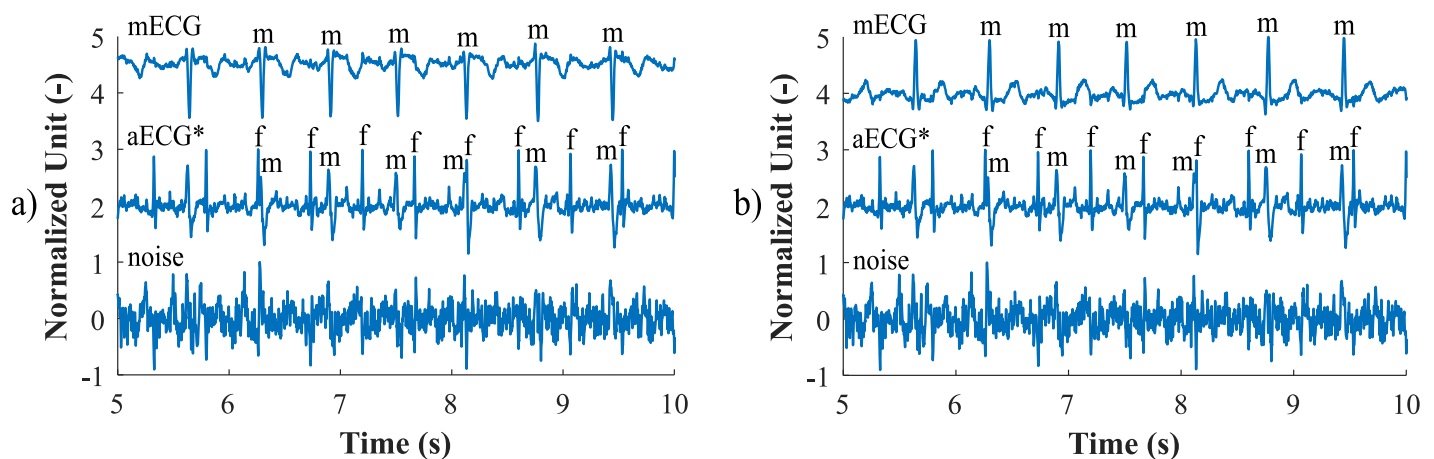 a)
Normalized Unit (-)
5
4
3
2
1
0
-1
mECG
m m m m m m
aECG*
f f f f f f f f
m m m m m m
noise
5 6 7 8 9 10
Time (s)
b)
Normalized Unit (-)
5
4
3
2
1
0
-1
mECG
m m m m m m
aECG*
f f f f f f f f
m m m m m m
noise
5 6 7 8 9 10
Time (s)